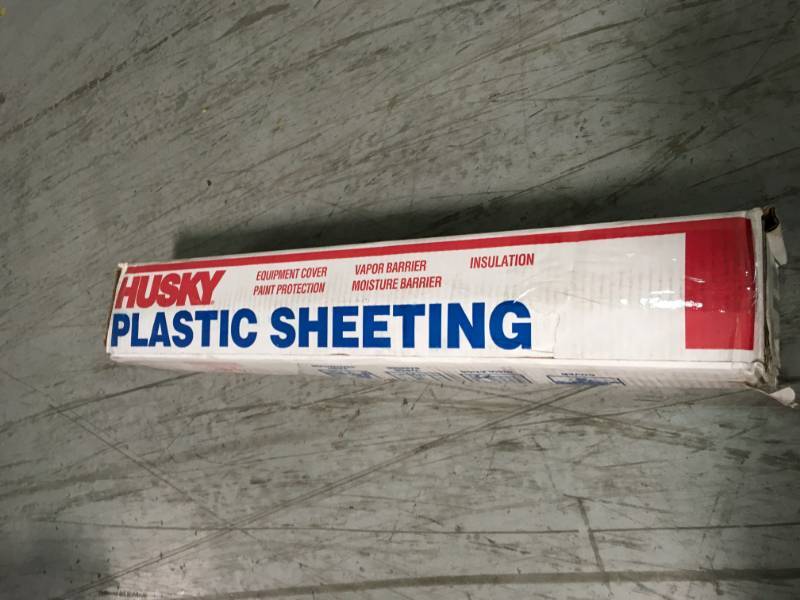 HUSKY
EQUIPMENT COVER
PAINT PROTECTION
VAPOR BARRIER
MOISTURE BARRIER
INSULATION
PLASTIC SHEETING